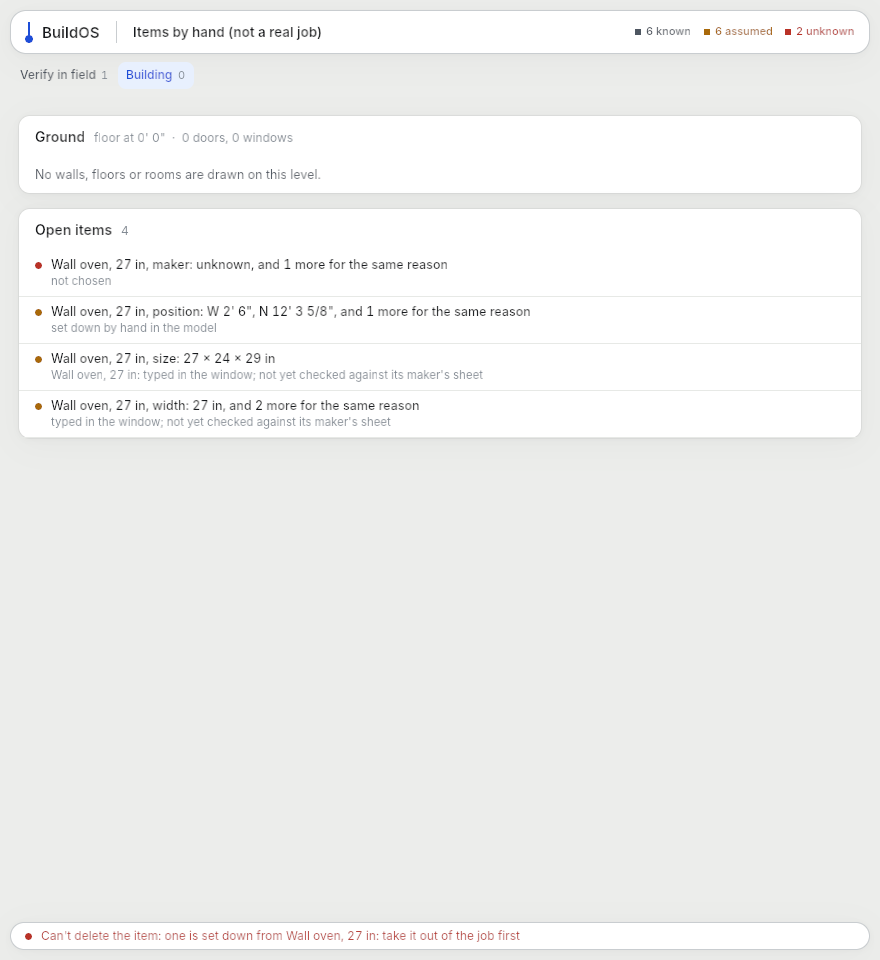 BuildOS
Items by hand (not a real job)
6 known
6 assumed
2 unknown
Verify in field 1
Building 0
Ground floor at 0' 0" · 0 doors, 0 windows
No walls, floors or rooms are drawn on this level.
Open items 4
Wall oven, 27 in, maker: unknown, and 1 more for the same reason
not chosen
Wall oven, 27 in, position: W 2' 6", N 12' 3 5/8", and 1 more for the same reason
set down by hand in the model
Wall oven, 27 in, size: 27 × 24 × 29 in
Wall oven, 27 in: typed in the window; not yet checked against its maker's sheet
Wall oven, 27 in, width: 27 in, and 2 more for the same reason
typed in the window; not yet checked against its maker's sheet
Can't delete the item: one is set down from Wall oven, 27 in: take it out of the job first